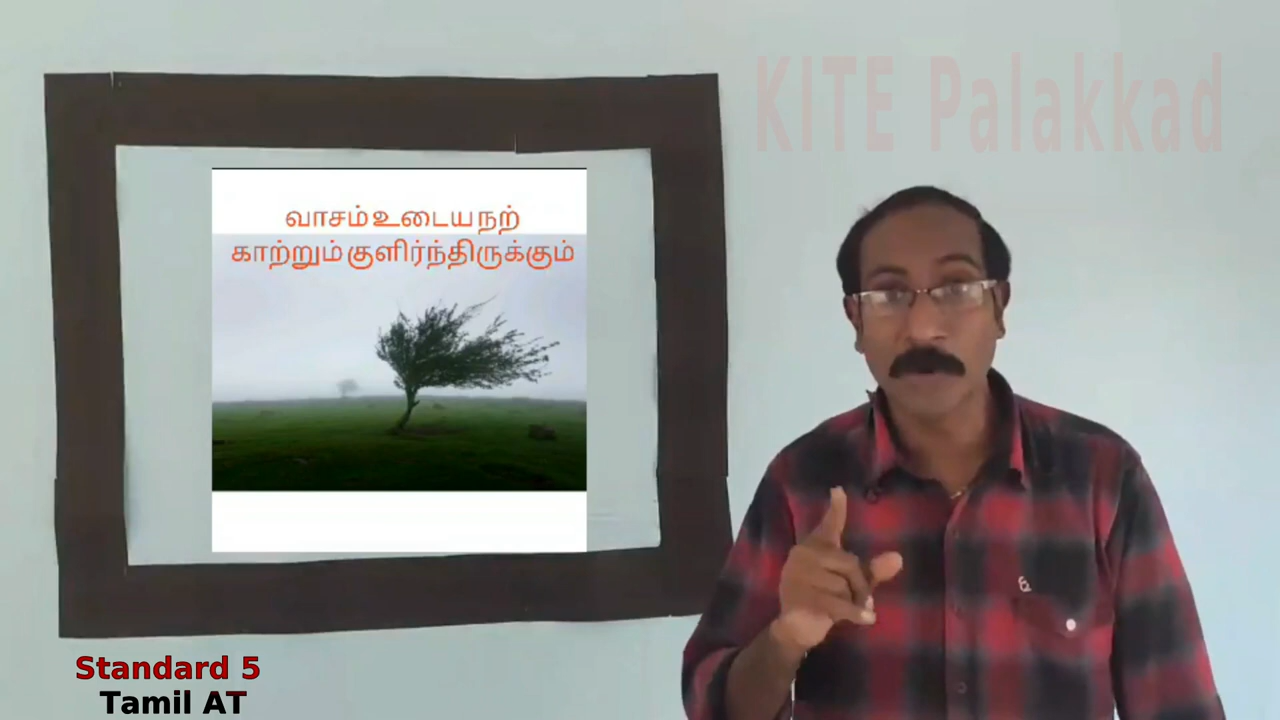 KITE Palakkad
வாசம் உடைய நற்
காற்றும் குளிர்ந்திருக்கும்
Standard 5
Tamil AT